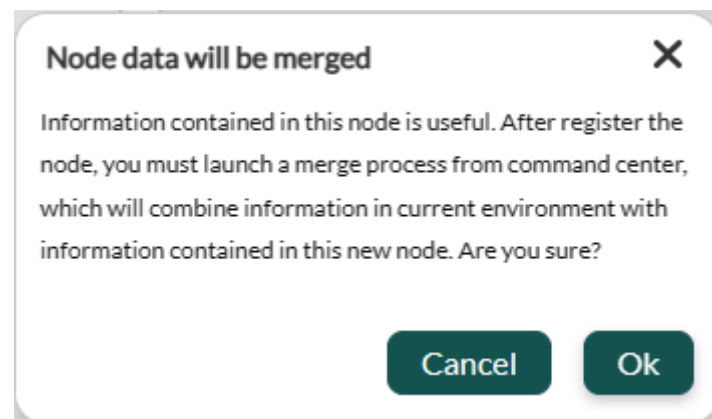 Node data will be merged
Information contained in this node is useful. After register the
node, you must launch a merge process from command center,
which will combine information in current environment with
information contained in this new node. Are you sure?
Cancel
Ok